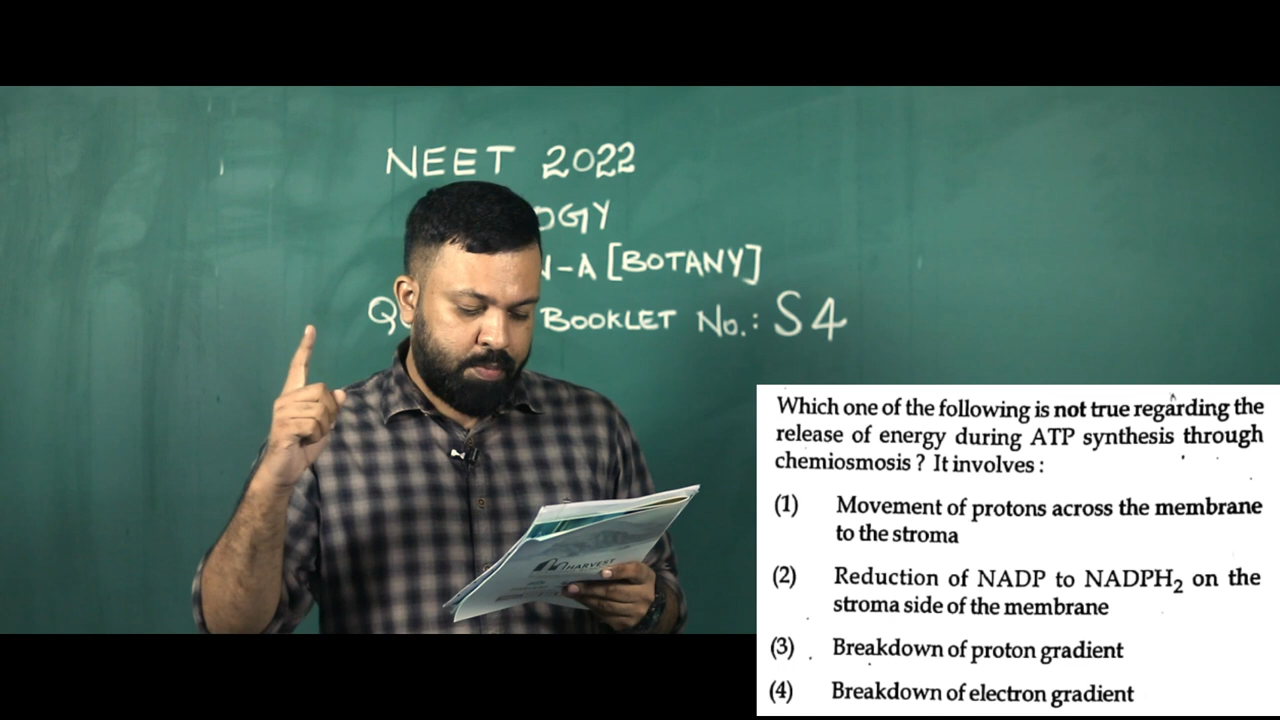 NEET 2022
OGY
N-A [BOTANY]
BOOKLET No.: S4
HARVEST
Which one of the following is not true regarding the
release of energy during ATP synthesis through
chemiosmosis ? It involves :
(1) Movement of protons across the membrane
to the stroma
(2) Reduction of NADP to NADPH₂ on the
stroma side of the membrane
(3) Breakdown of proton gradient
(4) Breakdown of electron gradient